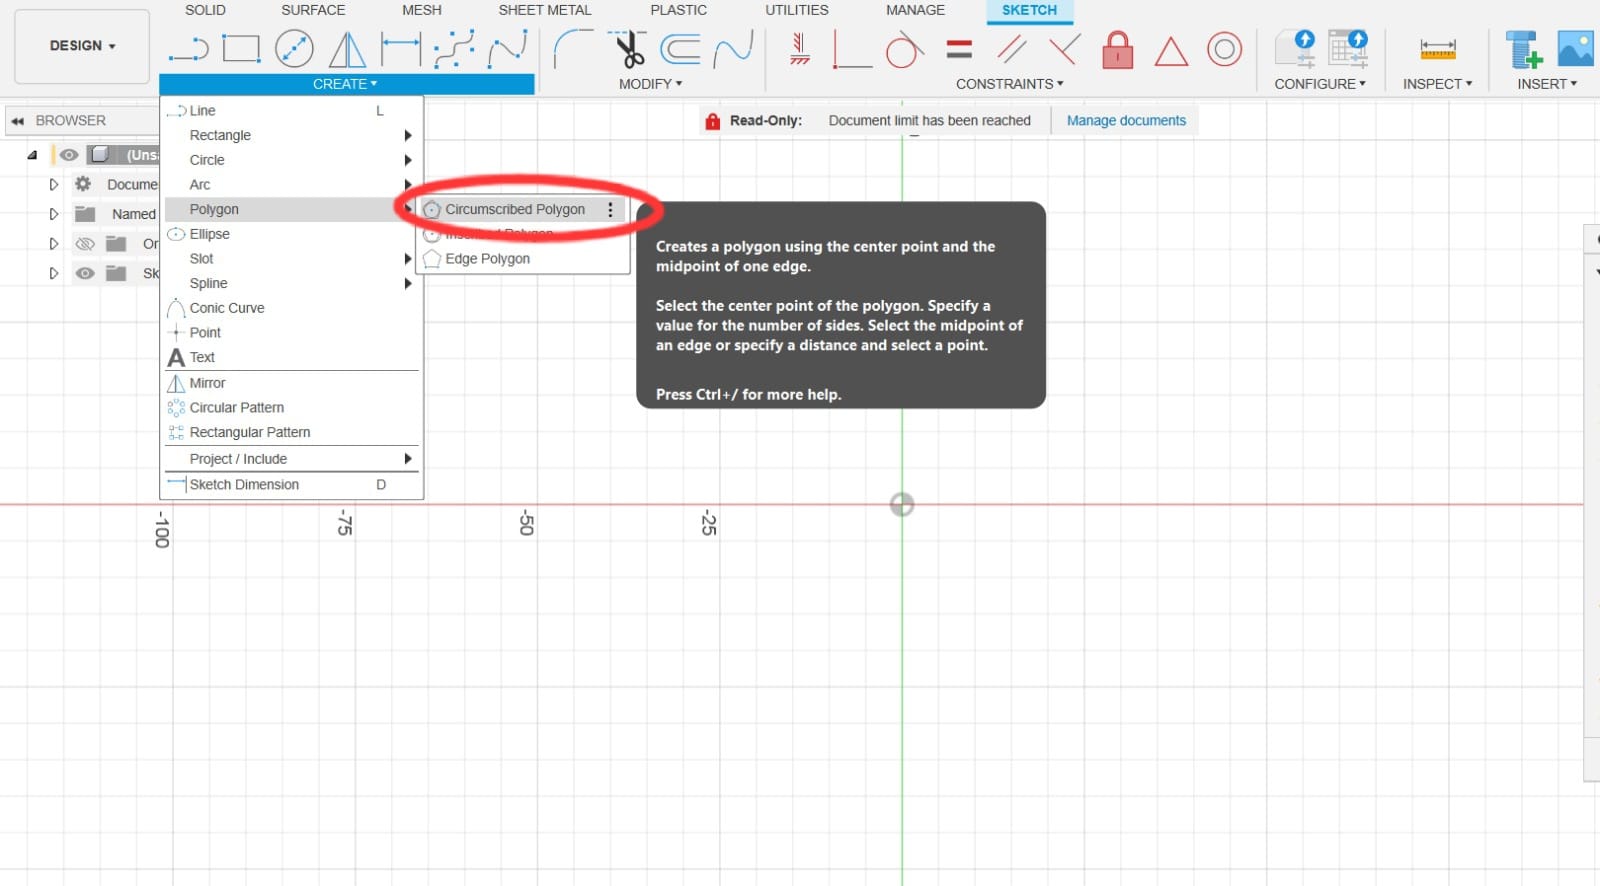 SOLID SURFACE MESH SHEET METAL PLASTIC UTILITIES MANAGE SKETCH
DESIGN
CREATE MODIFY CONSTRAINTS CONFIGURE INSPECT INSERT
BROWSER
Read-Only: Document limit has been reached Manage documents
(Uns
Docume
Named
Or
Sk
Line L
Rectangle
Circle
Arc
Polygon
Ellipse
Slot
Spline
Conic Curve
Point
Text
Mirror
Circular Pattern
Rectangular Pattern
Project / Include
Sketch Dimension D
Circumscribed Polygon
Inscribed Polygon
Edge Polygon
Creates a polygon using the center point and the
midpoint of one edge.
Select the center point of the polygon. Specify a
value for the number of sides. Select the midpoint of
an edge or specify a distance and select a point.
Press Ctrl+/ for more help.
-100 -75 -50 -25